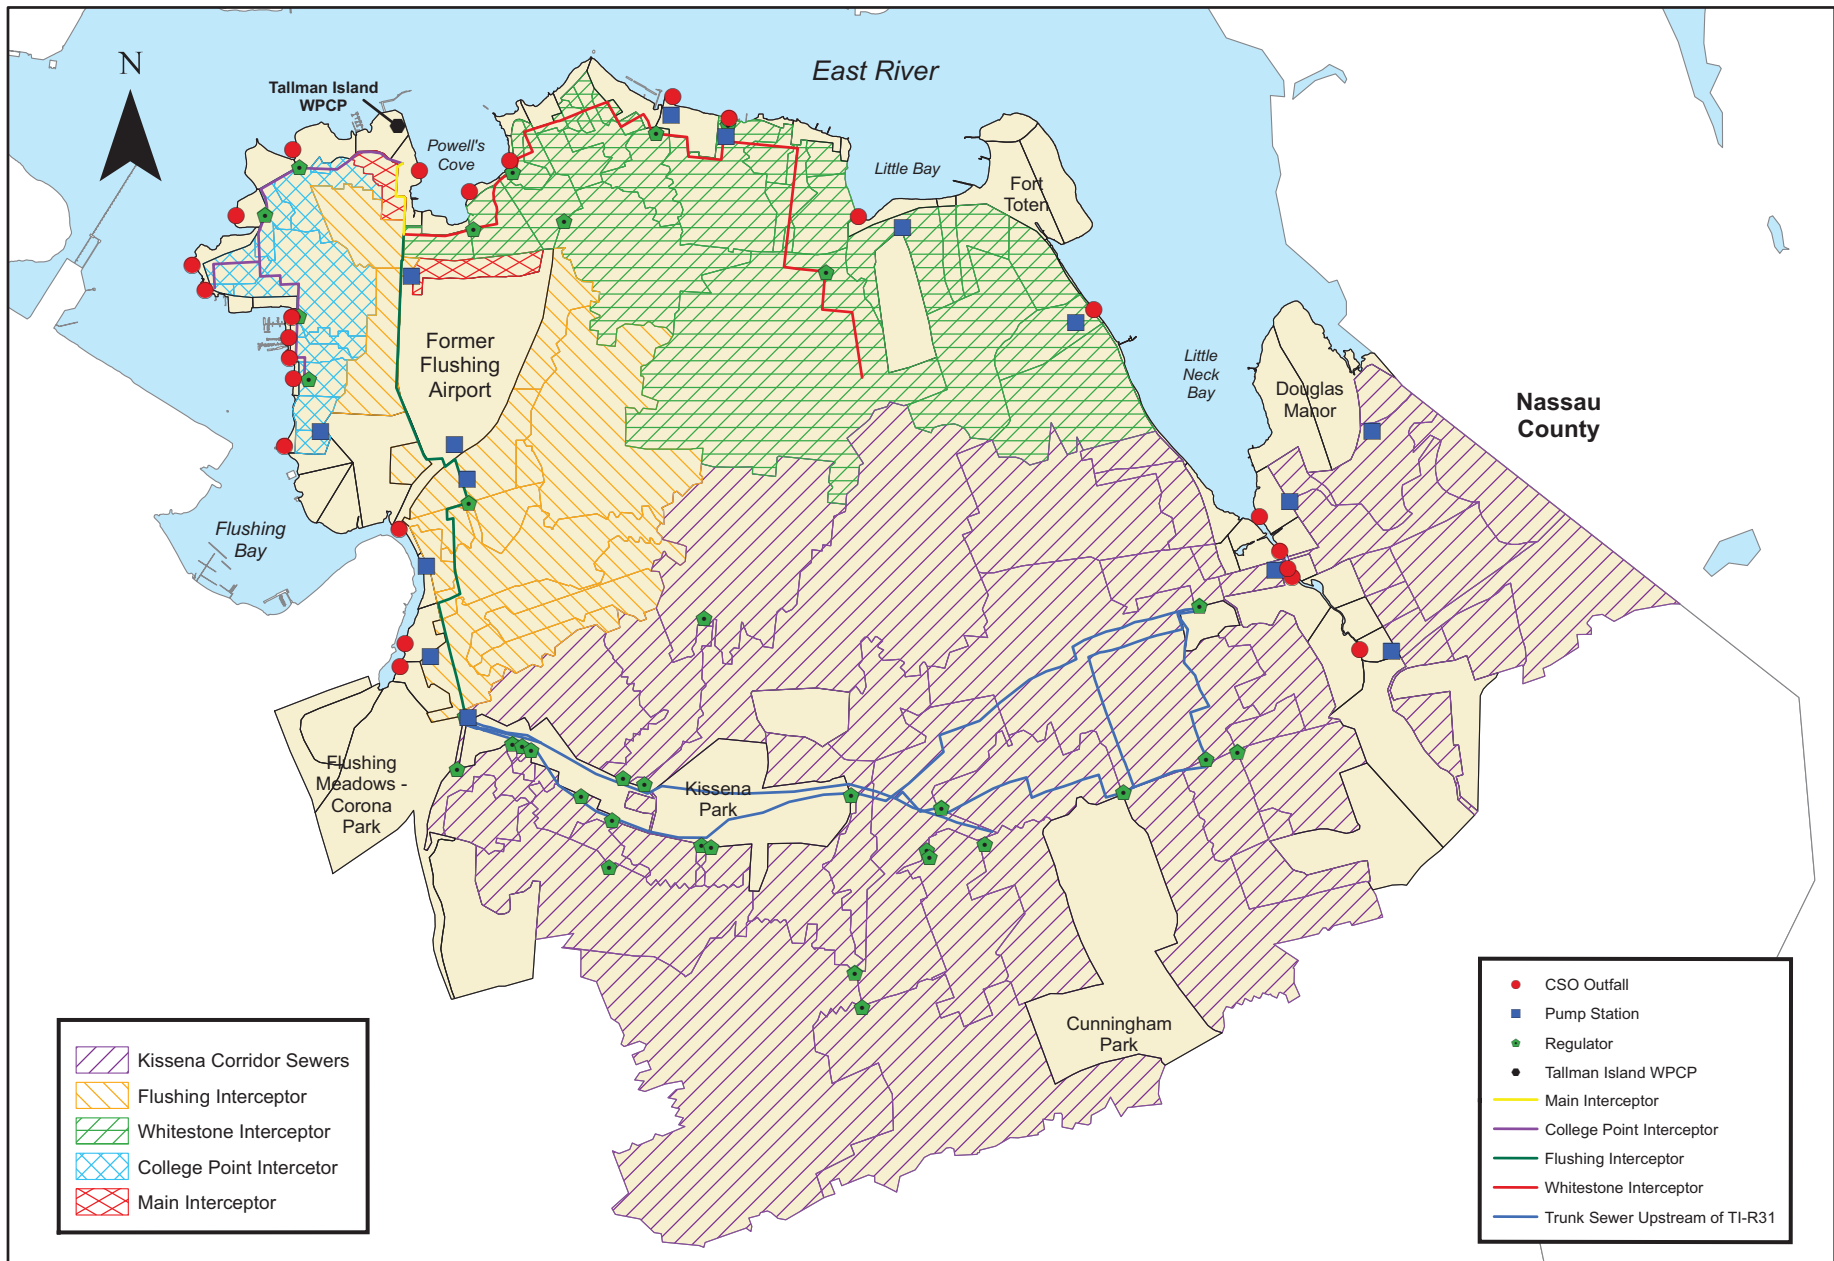 N
Tallman Island
WPCP
East River
Powell's
Cove
Little Bay
Fort
Toten
Former
Flushing
Airport
Little
Neck
Bay
Douglas
Manor
Nassau
County
Flushing
Bay
Flushing
Meadows -
Corona
Park
Kissena
Park
Cunningham
Park
Kissena Corridor Sewers
Flushing Interceptor
Whitestone Interceptor
College Point Intercetor
Main Interceptor
CSO Outfall
Pump Station
Regulator
Tallman Island WPCP
Main Interceptor
College Point Interceptor
Flushing Interceptor
Whitestone Interceptor
Trunk Sewer Upstream of TI-R31